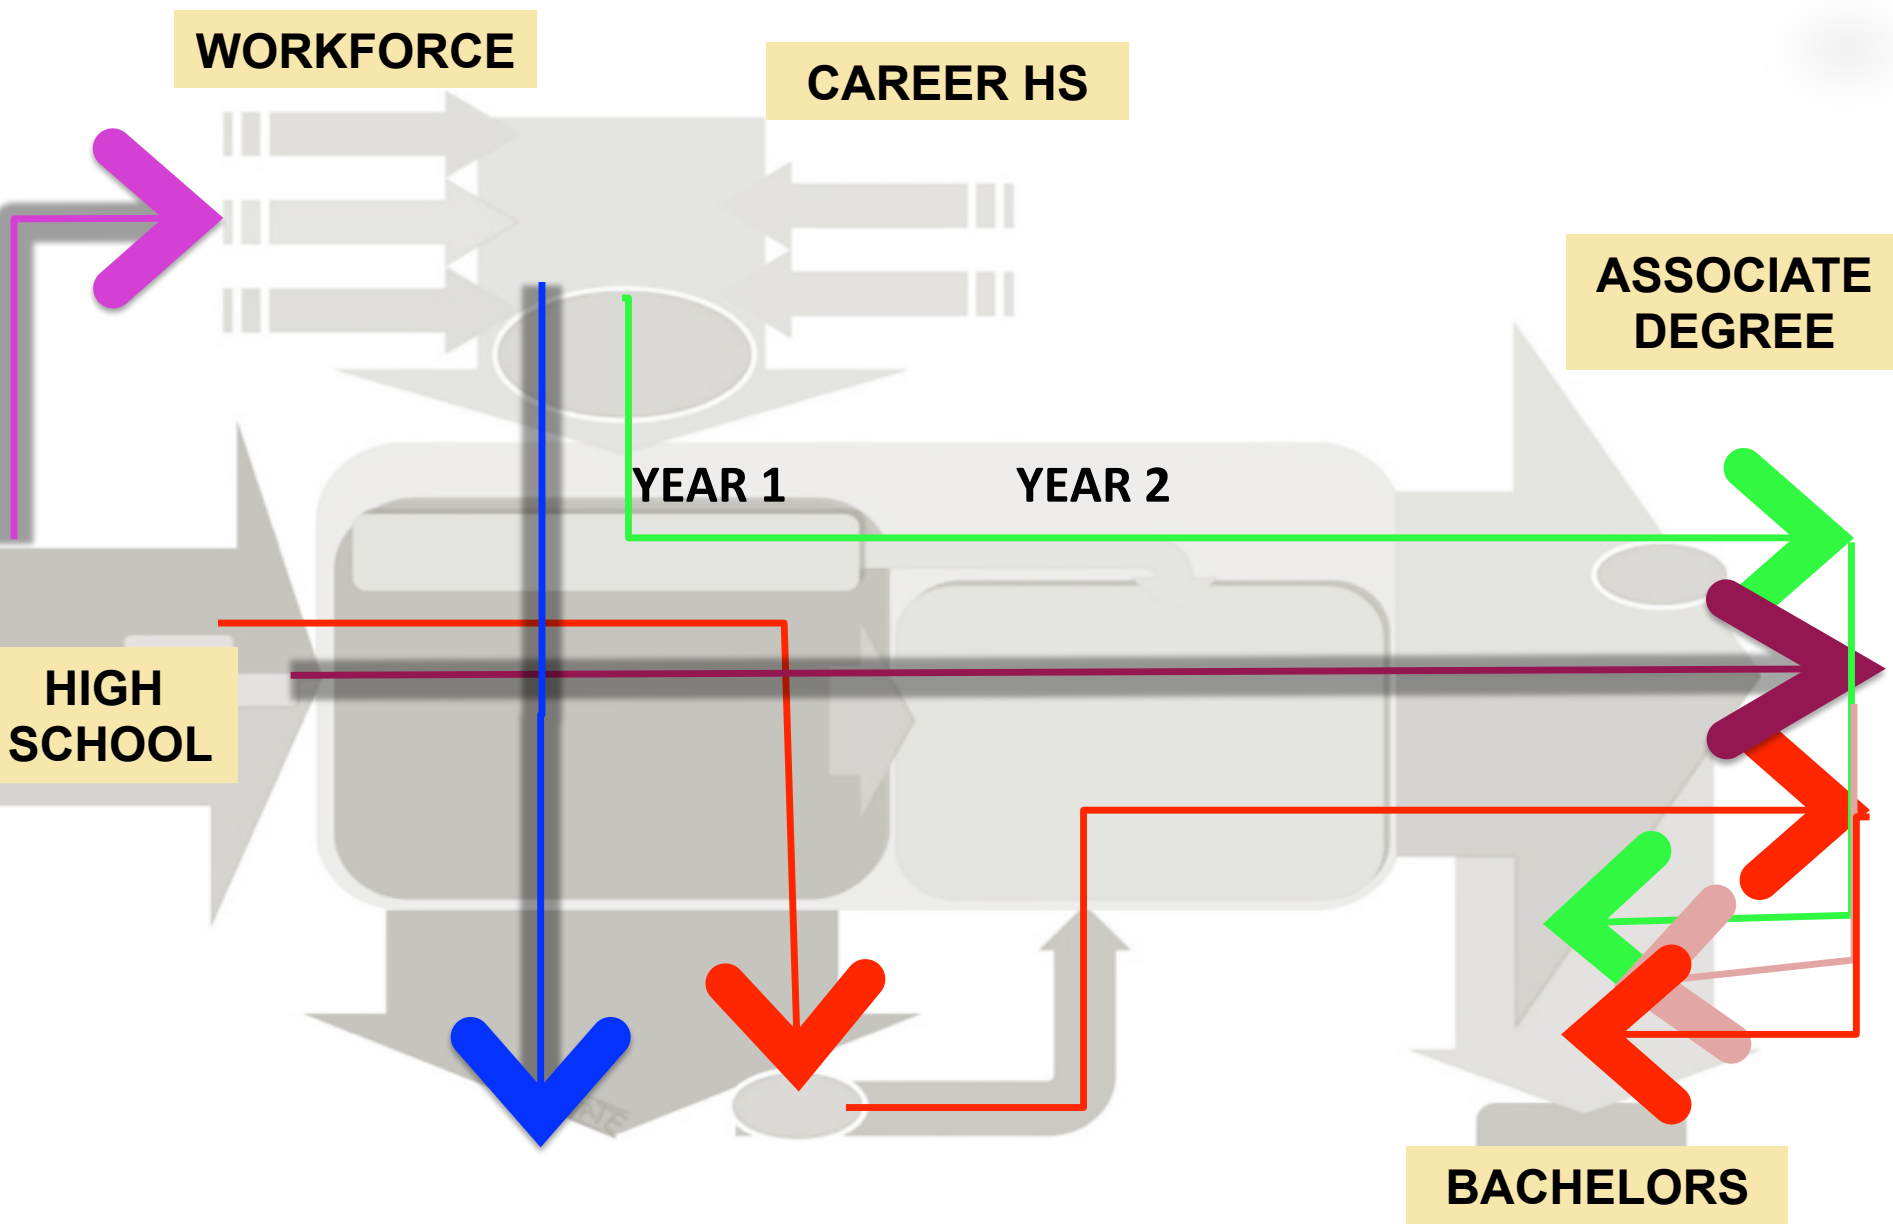 WORKFORCE
CAREER HS
ASSOCIATE
DEGREE
YEAR 1
YEAR 2
HIGH
SCHOOL
BACHELORS